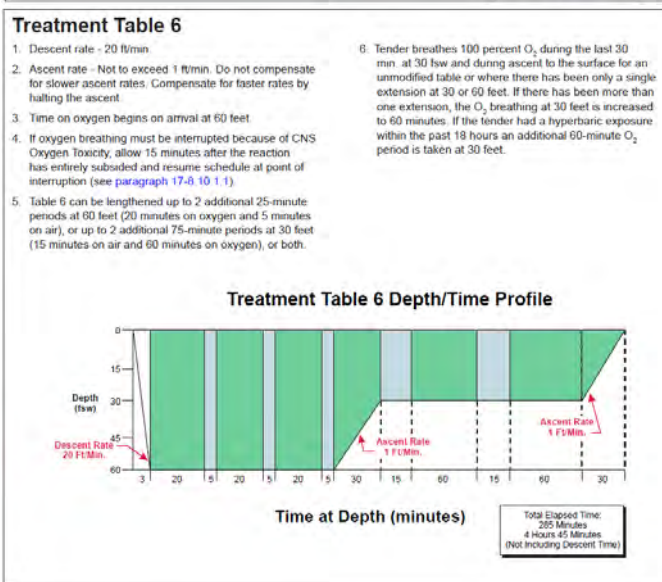 Treatment Table 6
1. Descent rate - 20 ft/min.
2. Ascent rate - Not to exceed 1 ft/min. Do not compensate
for slower ascent rates. Compensate for faster rates by
halting the ascent.
3. Time on oxygen begins on arrival at 60 feet.
4. If oxygen breathing must be interrupted because of CNS
Oxygen Toxicity, allow 15 minutes after the reaction
has entirely subsided and resume schedule at point of
interruption (see paragraph 17-8.10.1.1).
5. Table 6 can be lengthened up to 2 additional 25-minute
periods at 60 feet (20 minutes on oxygen and 5 minutes
on air), or up to 2 additional 75-minute periods at 30 feet
(15 minutes on air and 60 minutes on oxygen), or both.
6. Tender breathes 100 percent O₂ during the last 30
min. at 30 fsw and during ascent to the surface for an
unmodified table or where there has been only a single
extension at 30 or 60 feet. If there has been more than
one extension, the O₂ breathing at 30 feet is increased
to 60 minutes. If the tender had a hyperbaric exposure
within the past 18 hours an additional 60-minute O₂
period is taken at 30 feet.
Treatment Table 6 Depth/Time Profile
0
15
Depth
(fsw)
30
45
60
Descent Rate
20 Ft/Min.
Ascent Rate
1 Ft/Min.
Ascent Rate
1 Ft/Min.
3 20 5 20 5 20 5 30 15 60 15 60 30
Time at Depth (minutes)
Total Elapsed Time:
285 Minutes
4 Hours 45 Minutes
(Not Including Descent Time)